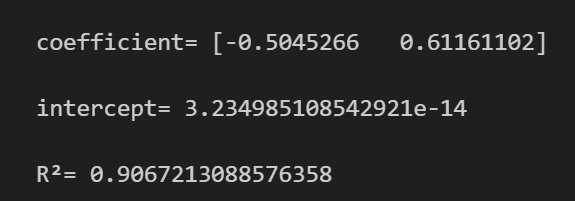 coefficient= [-0.5045266   0.61161102]
intercept= 3.234985108542921e-14
R²= 0.9067213088576358